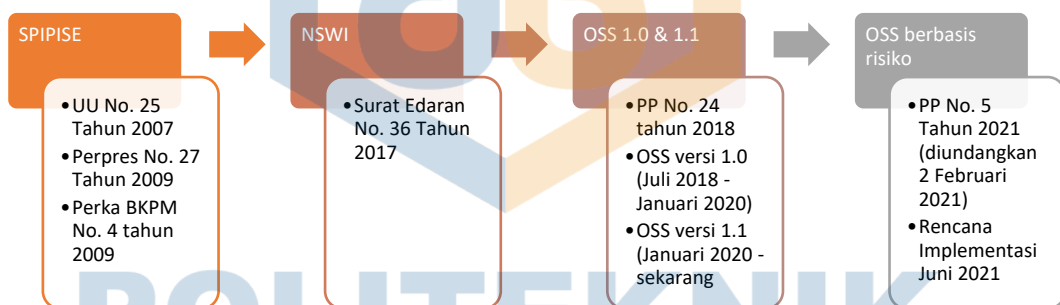 SPIPISE
• UU No. 25
Tahun 2007
• Perpres No. 27
Tahun 2009
• Perka BKPM
No. 4 tahun
2009
NSWI
• Surat Edaran
No. 36 Tahun
2017
OSS 1.0 & 1.1
• PP No. 24
tahun 2018
• OSS versi 1.0
(Juli 2018 -
Januari 2020)
• OSS versi 1.1
(Januari 2020 -
sekarang
OSS berbasis
risiko
• PP No. 5
Tahun 2021
(diundangkan
2 Februari
2021)
• Rencana
Implementasi
Juni 2021
POLITEKNIK